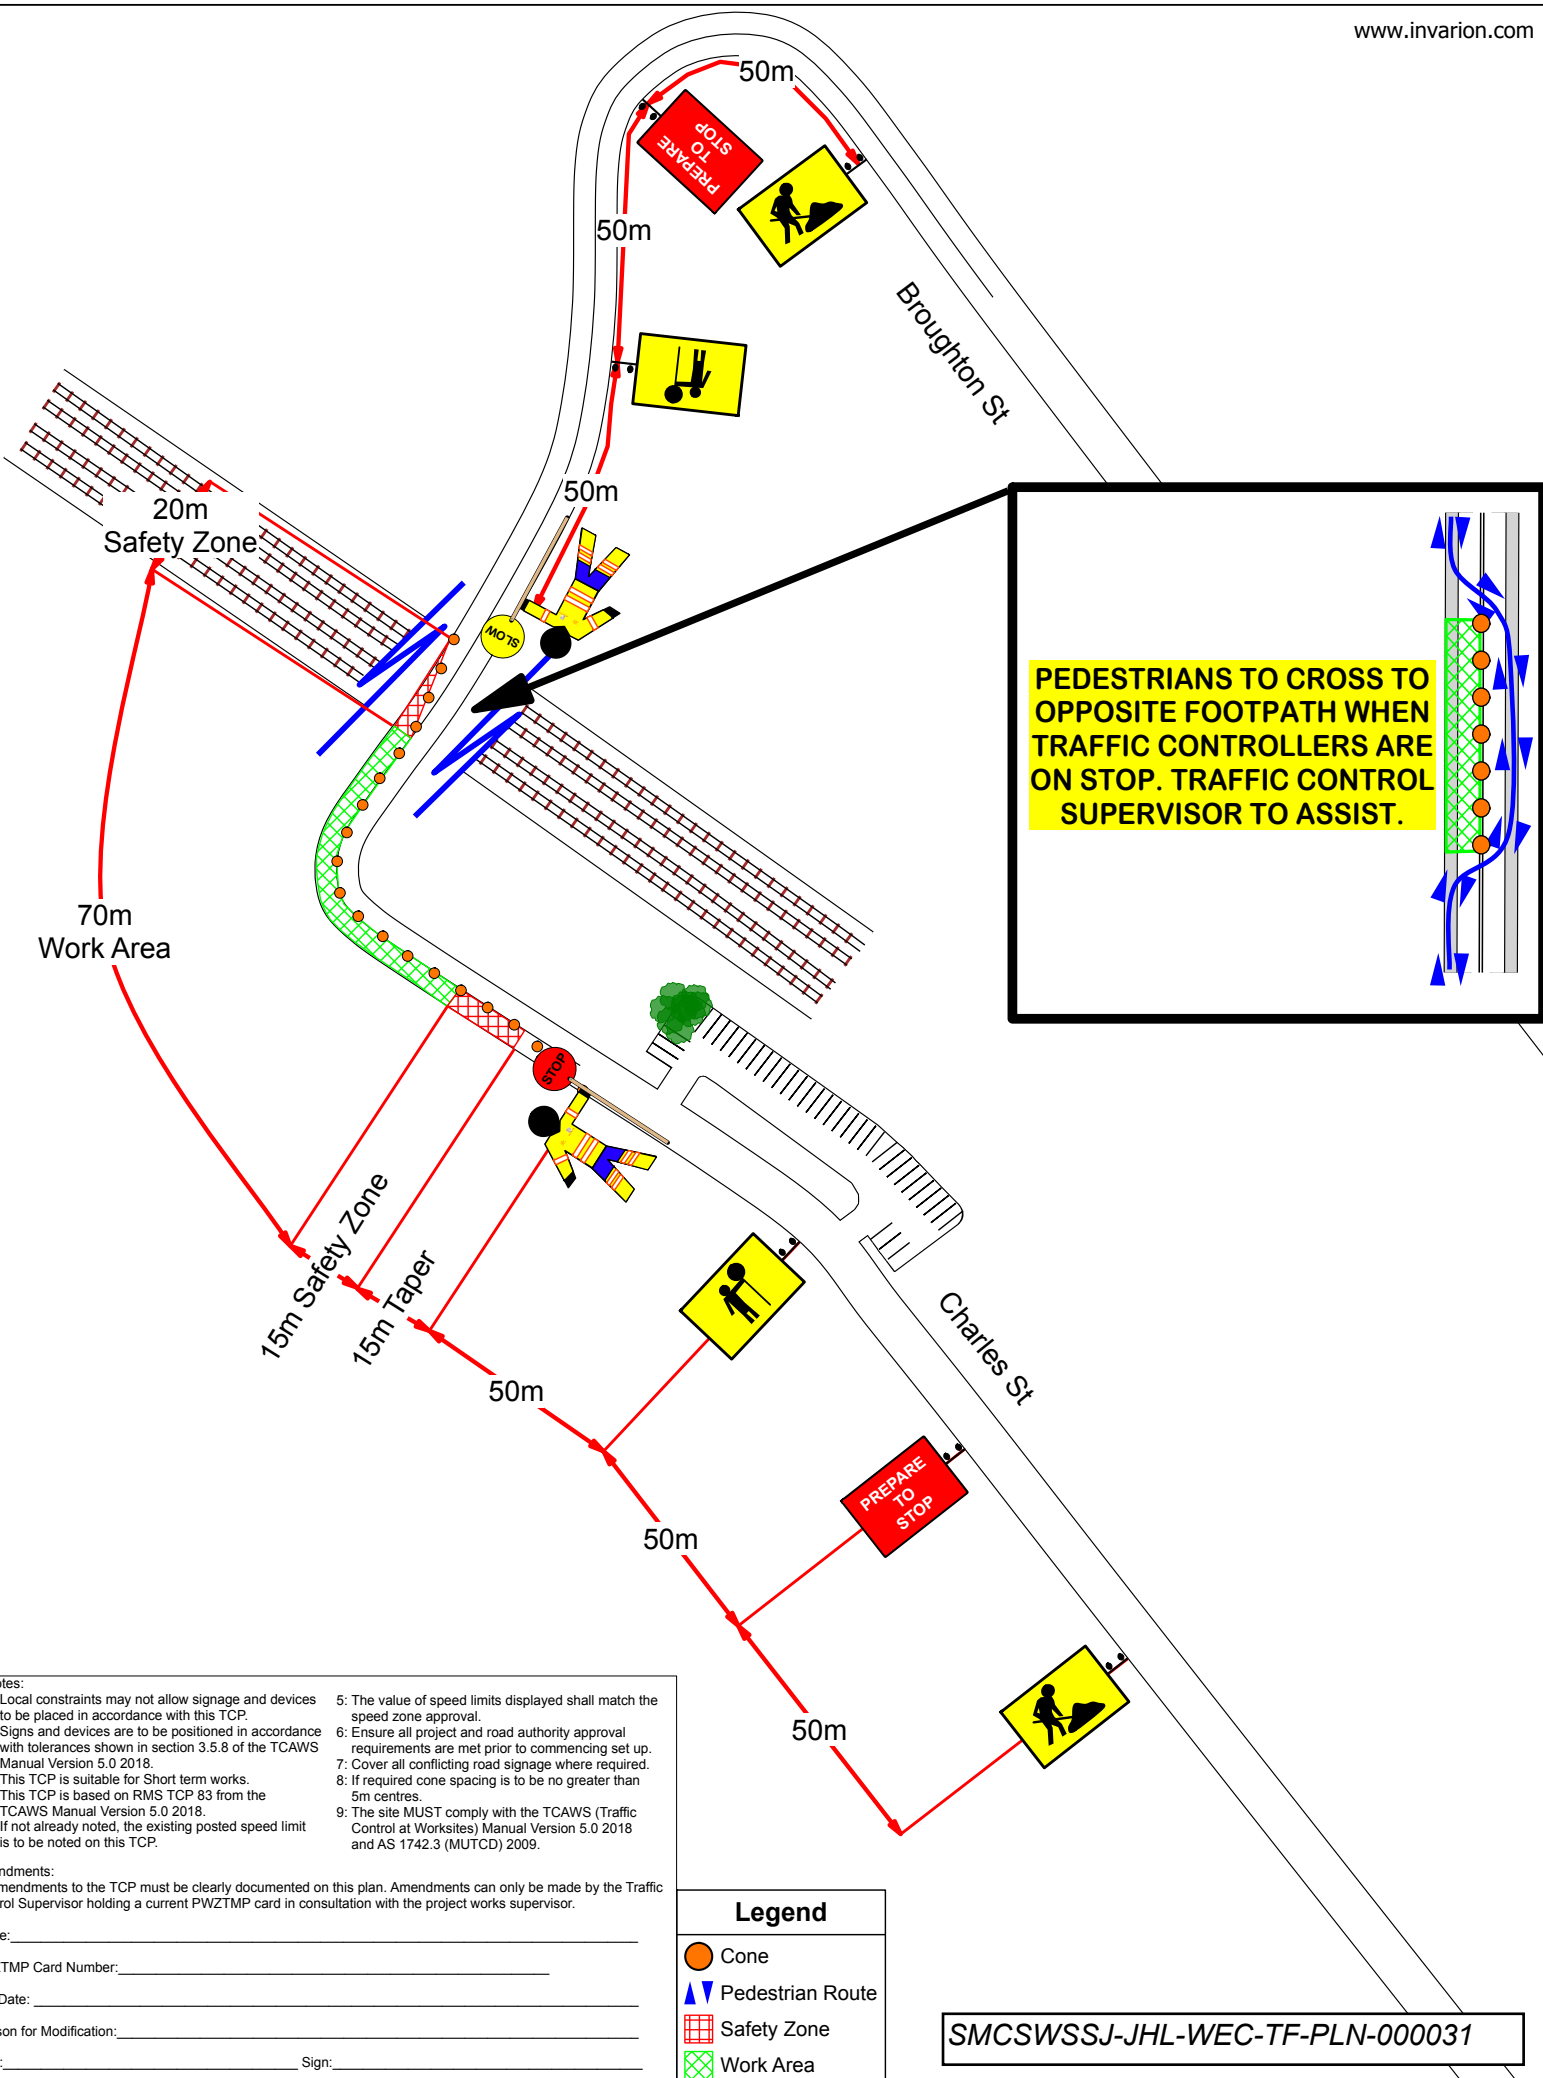 www.invarion.com
50m
PREPARE
TO
STOP
50m
Broughton St
50m
20m
Safety Zone
SLOW
PEDESTRIANS TO CROSS TO
OPPOSITE FOOTPATH WHEN
TRAFFIC CONTROLLERS ARE
ON STOP. TRAFFIC CONTROL
SUPERVISOR TO ASSIST.
70m
Work Area
STOP
15m Safety Zone
15m Taper
50m
Charles St
PREPARE
TO
STOP
50m
50m
otes:
Local constraints may not allow signage and devices
to be placed in accordance with this TCP.
Signs and devices are to be positioned in accordance
with tolerances shown in section 3.5.8 of the TCAWS
Manual Version 5.0 2018.
This TCP is suitable for Short term works.
This TCP is based on RMS TCP 83 from the
TCAWS Manual Version 5.0 2018.
If not already noted, the existing posted speed limit
is to be noted on this TCP.
5: The value of speed limits displayed shall match the
speed zone approval.
6: Ensure all project and road authority approval
requirements are met prior to commencing set up.
7: Cover all conflicting road signage where required.
8: If required cone spacing is to be no greater than
5m centres.
9: The site MUST comply with the TCAWS (Traffic
Control at Worksites) Manual Version 5.0 2018
and AS 1742.3 (MUTCD) 2009.
ndments:
mendments to the TCP must be clearly documented on this plan. Amendments can only be made by the Traffic
rol Supervisor holding a current PWZTMP card in consultation with the project works supervisor.
e:
TMP Card Number:
Date:
son for Modification:
: Sign:
Legend
Cone
Pedestrian Route
Safety Zone
Work Area
SMCSWSSJ-JHL-WEC-TF-PLN-000031